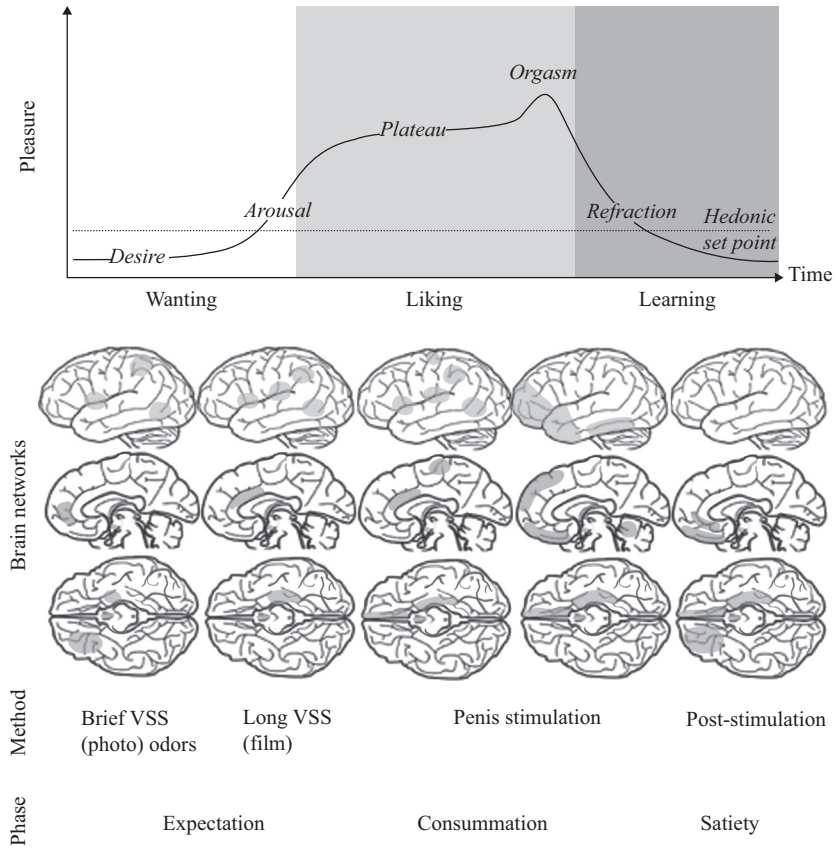 Pleasure
Orgasm
Plateau
Arousal
Refraction
Hedonic
set point
Desire
Time
Wanting
Liking
Learning
Brain networks
Method
Brief VSS
(photo) odors
Long VSS
(film)
Penis stimulation
Post-stimulation
Phase
Expectation
Consummation
Satiety